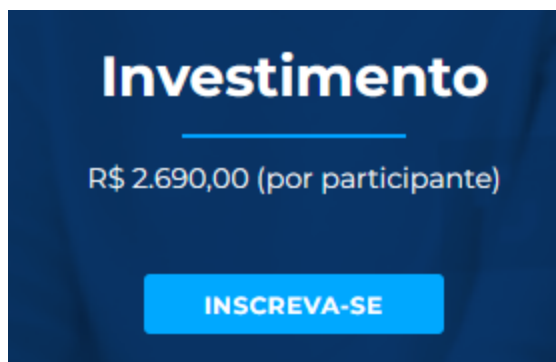 Investimento
R$ 2.690,00 (por participante)
INSCREVA-SE